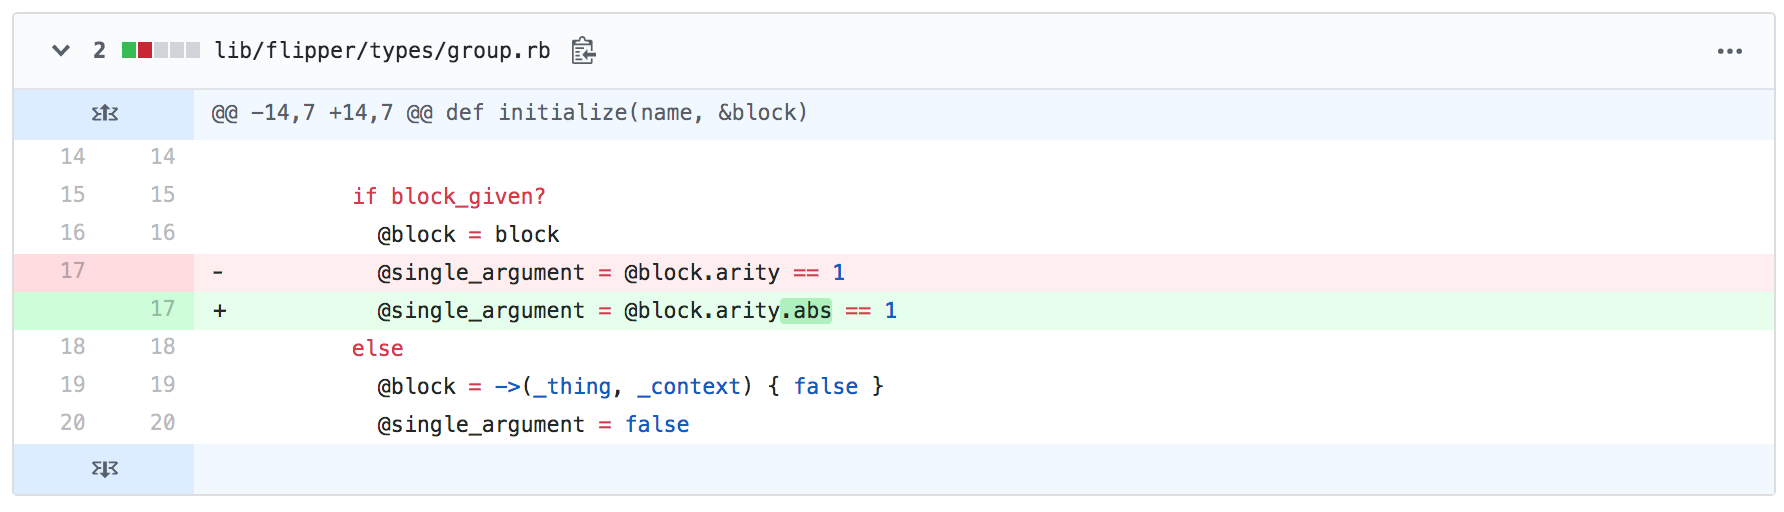 2 lib/flipper/types/group.rb
@@ -14,7 +14,7 @@ def initialize(name, &block)
14 14
15 15 if block_given?
16 16 @block = block
17 - @single_argument = @block.arity == 1
17 + @single_argument = @block.arity.abs == 1
18 18 else
19 19 @block = ->(_thing, _context) { false }
20 20 @single_argument = false